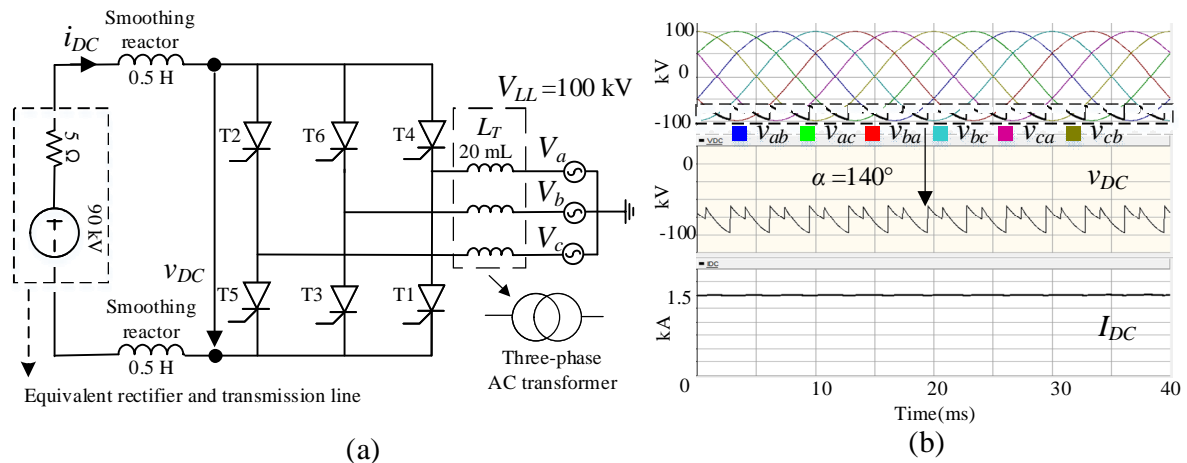 Smoothing
reactor
0.5 H
i_DC
5 Ω
90 kV
v_DC
Smoothing
reactor
0.5 H
T2
T6
T4
T5
T3
T1
V_LL =100 kV
L_T
20 mL
V_a
V_b
V_c
Three-phase
AC transformer
Equivalent rectifier and transmission line
(a)
100
kV
0
-100
v_ab v_ac v_ba v_bc v_ca v_cb
VDC
0
kV
-100
α =140°
v_DC
IDC
1.5
kA
0
I_DC
0 10 20 30 40
Time(ms)
(b)